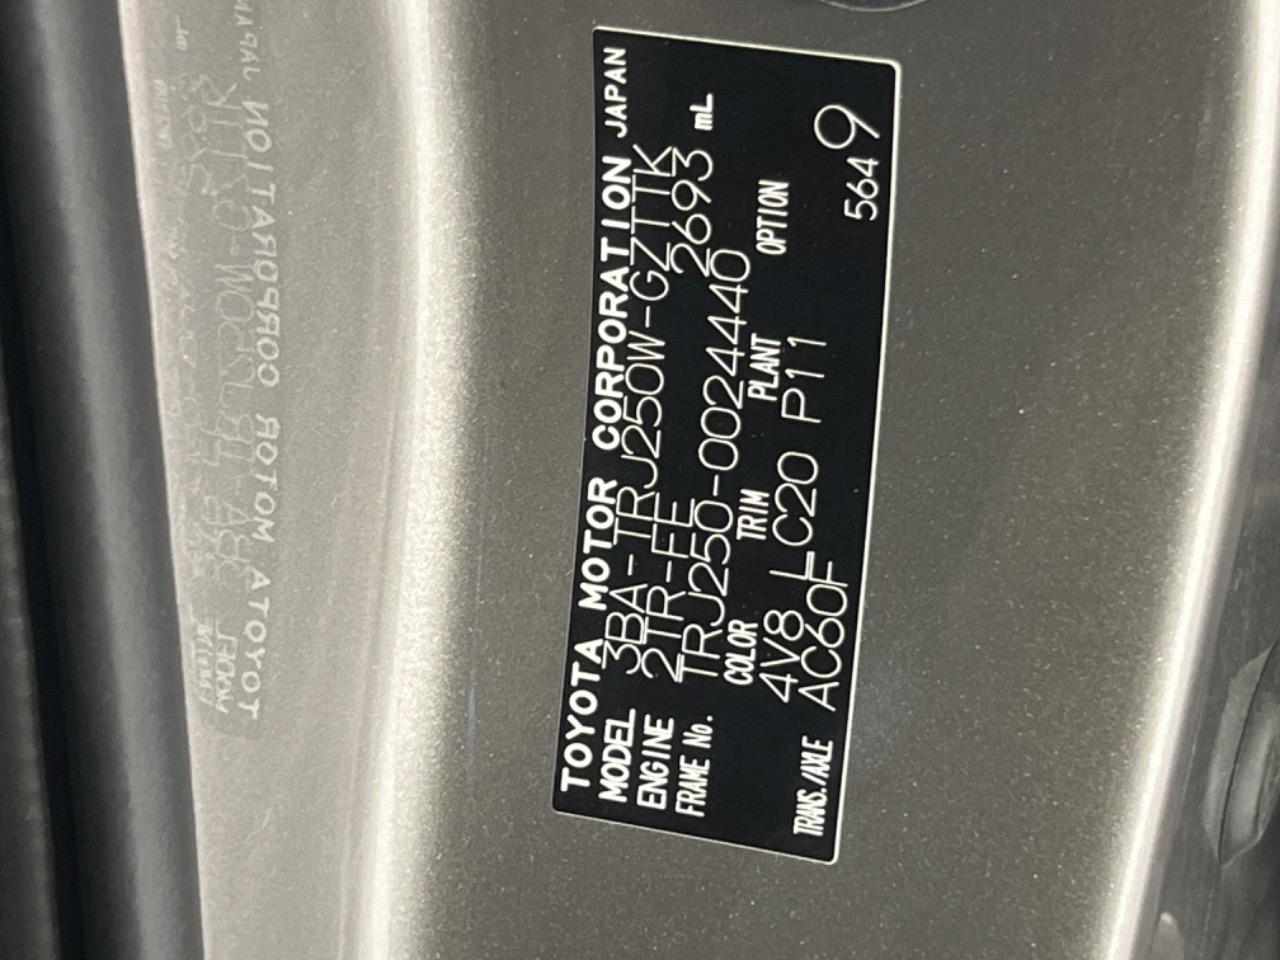 TOYOTA MOTOR CORPORATION JAPAN
MODEL 3BA-TRJ250W-GZTTK
ENGINE 2TR-FE 2693 mL
FRAME No. TRJ250-0024440
COLOR TRIM PLANT OPTION
4V8 LC20 P11
TRANS./AXLE AC60F 5649